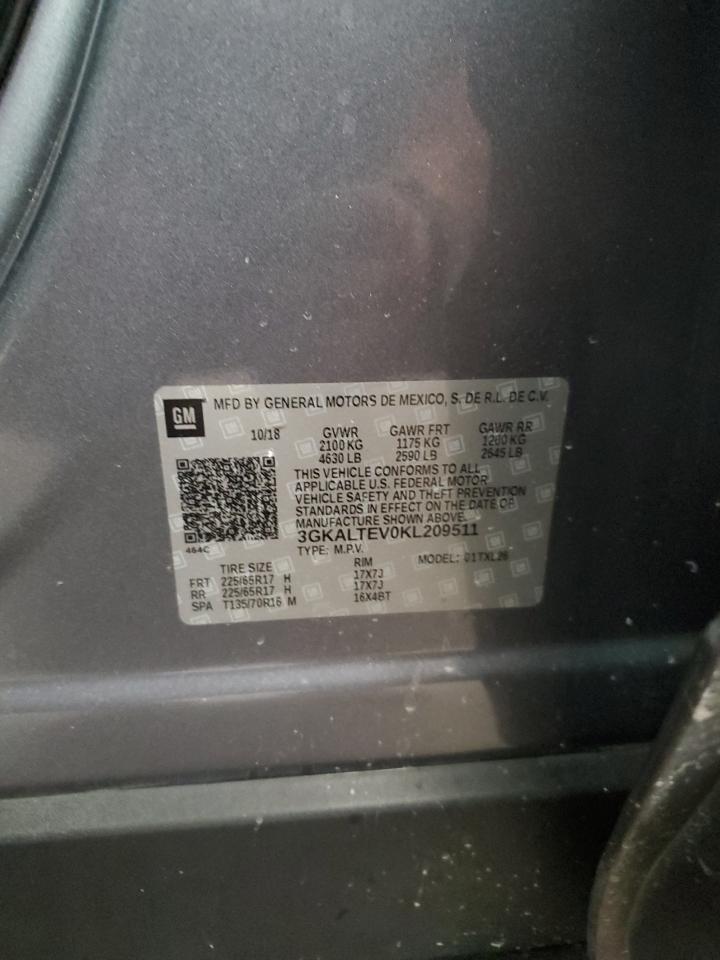 GM
MFD BY GENERAL MOTORS DE MEXICO, S. DE R.L. DE C.V.
10/18 GVWR GAWR FRT GAWR RR
2100 KG 1175 KG 1200 KG
4630 LB 2590 LB 2645 LB
THIS VEHICLE CONFORMS TO ALL
APPLICABLE U.S. FEDERAL MOTOR
VEHICLE SAFETY AND THEFT PREVENTION
STANDARDS IN EFFECT ON THE DATE OF
MANUFACTURE SHOWN ABOVE.
464C
3GKALTEV0KL209511
TYPE: M.P.V. MODEL: 01TXL26
TIRE SIZE RIM
FRT 225/65R17 H 17X7J
RR 225/65R17 H 17X7J
SPA T135/70R16 M 16X4BT